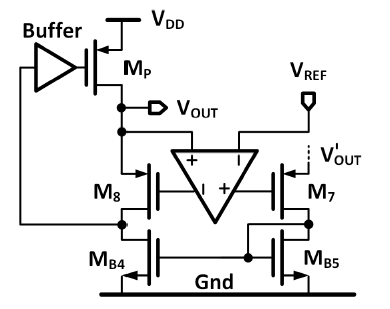 Buffer
V_DD
M_P
V_REF
V_OUT
+ −
V'_OUT
M_8
− +
M_7
M_B4
Gnd
M_B5